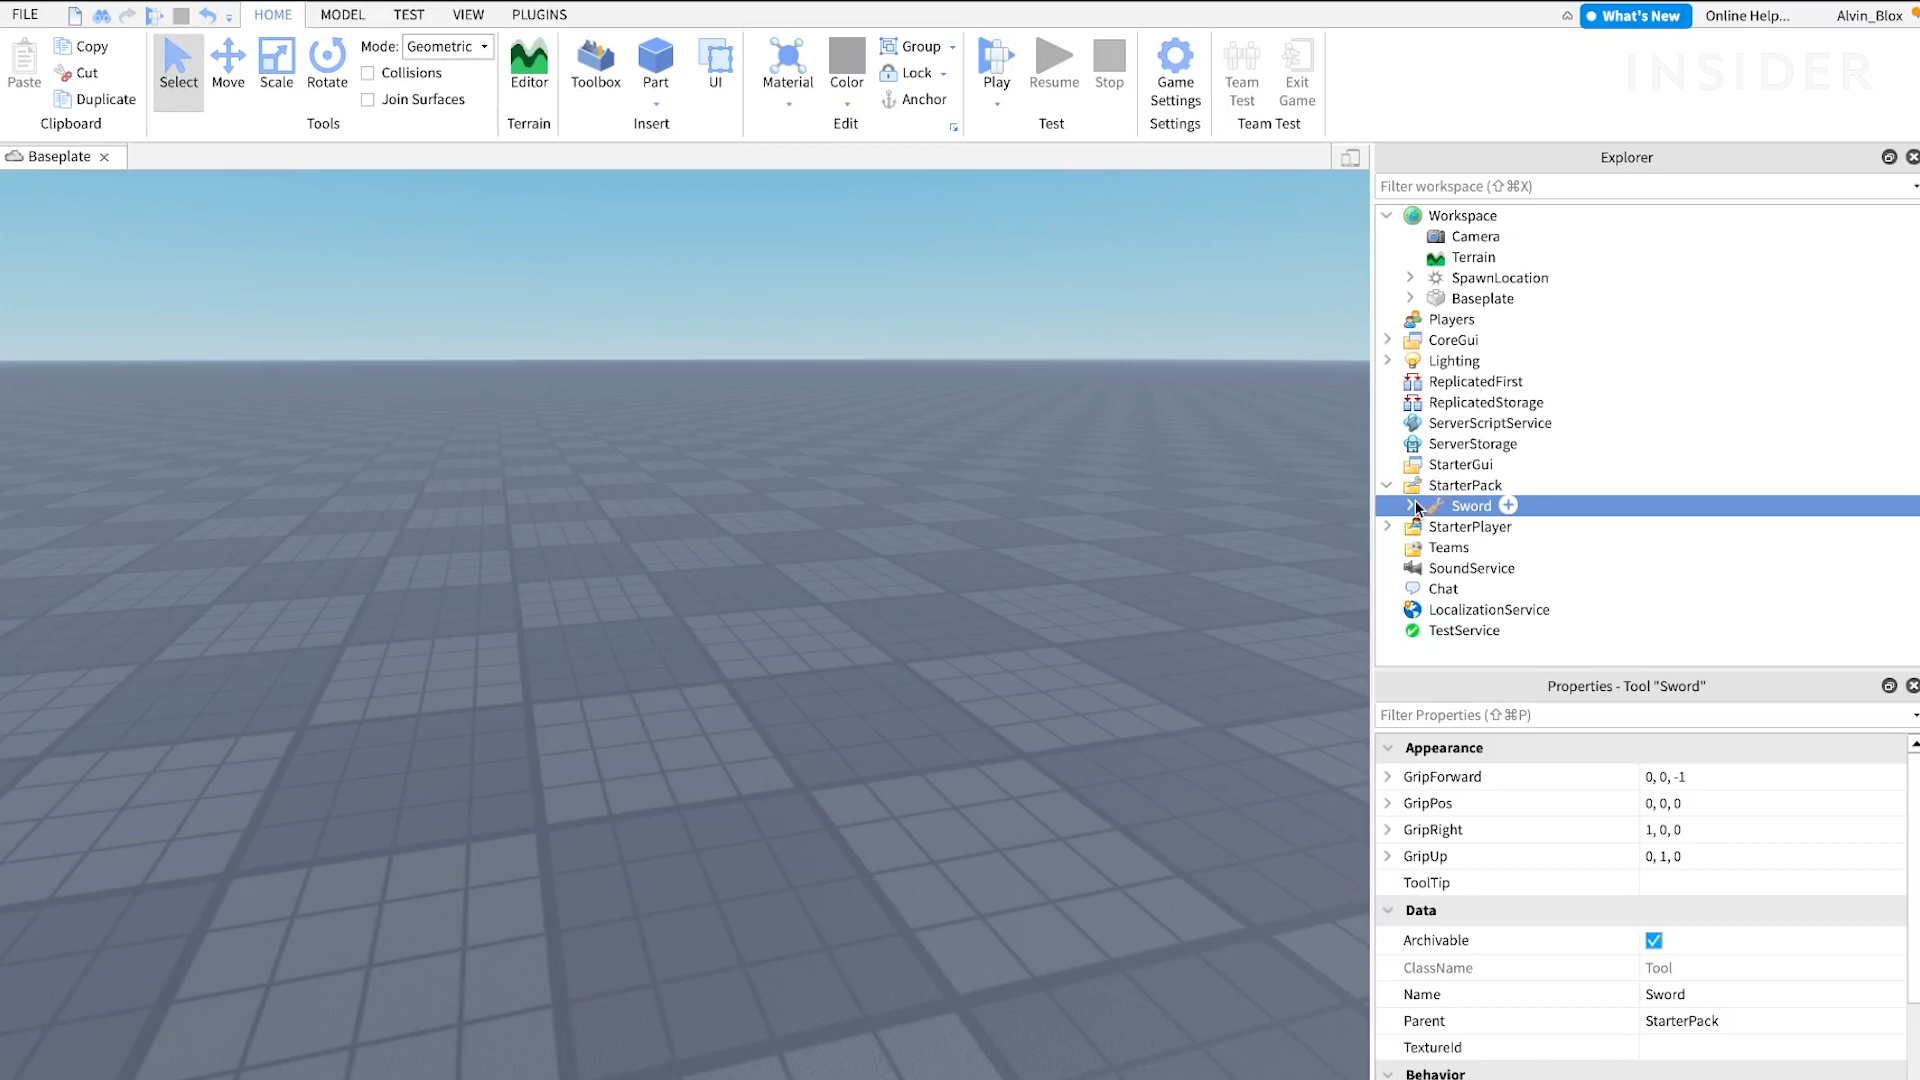 FILE HOME MODEL TEST VIEW PLUGINS What's New Online Help... Alvin_Blox
Paste Copy Cut Duplicate
Clipboard
Select Move Scale Rotate
Mode: Geometric
Collisions
Join Surfaces
Tools
Editor
Terrain
Toolbox Part UI
Insert
Material Color Group Lock Anchor
Edit
Play Resume Stop
Test
Game Settings
Settings
Team Test Exit Game
Team Test
INSIDER
Baseplate
Explorer
Filter workspace (⇧⌘X)
Workspace
Camera
Terrain
SpawnLocation
Baseplate
Players
CoreGui
Lighting
ReplicatedFirst
ReplicatedStorage
ServerScriptService
ServerStorage
StarterGui
StarterPack
Sword
StarterPlayer
Teams
SoundService
Chat
LocalizationService
TestService
Properties - Tool "Sword"
Filter Properties (⇧⌘P)
Appearance
GripForward 0, 0, -1
GripPos 0, 0, 0
GripRight 1, 0, 0
GripUp 0, 1, 0
ToolTip
Data
Archivable
ClassName Tool
Name Sword
Parent StarterPack
TextureId
Behavior